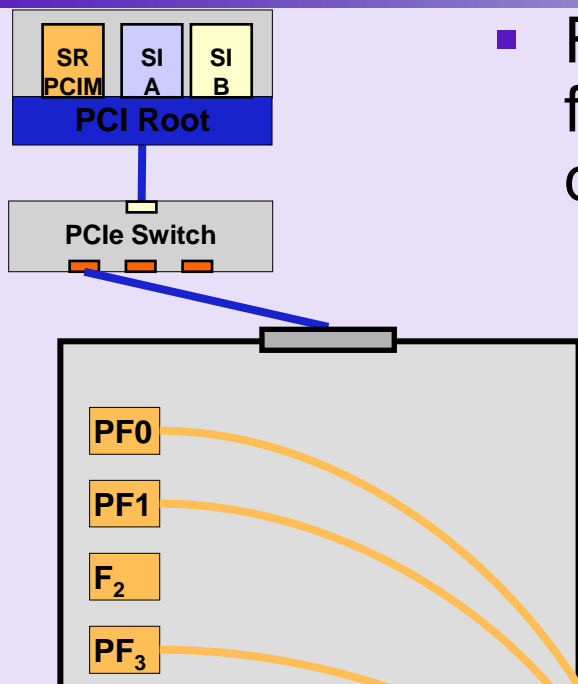 SR PCIM
SI A
SI B
PCI Root
PCIe Switch
PF0
PF1
F₂
PF₃